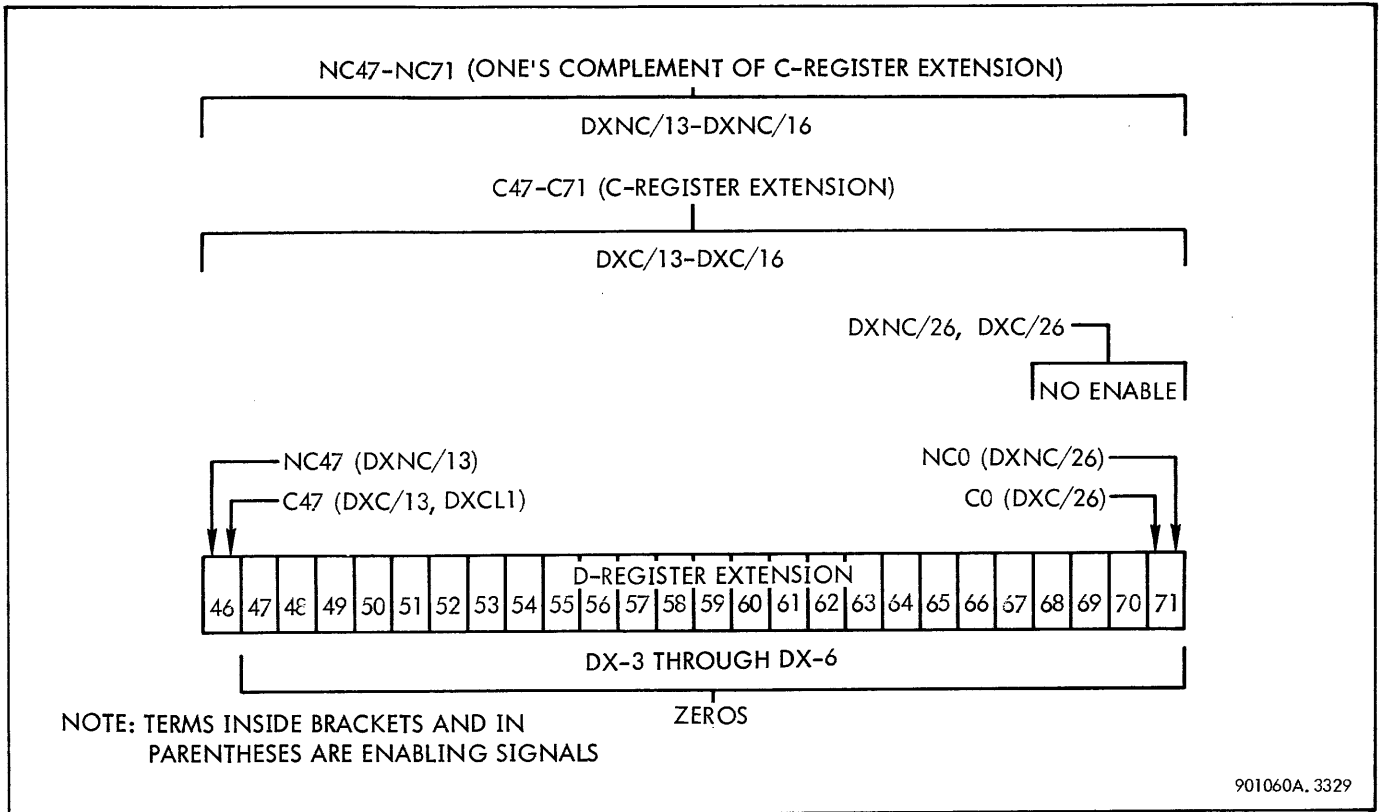 NC47-NC71 (ONE'S COMPLEMENT OF C-REGISTER EXTENSION)
DXNC/13-DXNC/16
C47-C71 (C-REGISTER EXTENSION)
DXC/13-DXC/16
DXNC/26, DXC/26
NO ENABLE
NC47 (DXNC/13)
NC0 (DXNC/26)
C47 (DXC/13, DXCL1)
C0 (DXC/26)
D-REGISTER EXTENSION
46 47 48 49 50 51 52 53 54 55 56 57 58 59 60 61 62 63 64 65 66 67 68 69 70 71
DX-3 THROUGH DX-6
ZEROS
NOTE: TERMS INSIDE BRACKETS AND IN
PARENTHESES ARE ENABLING SIGNALS
901060A.3329